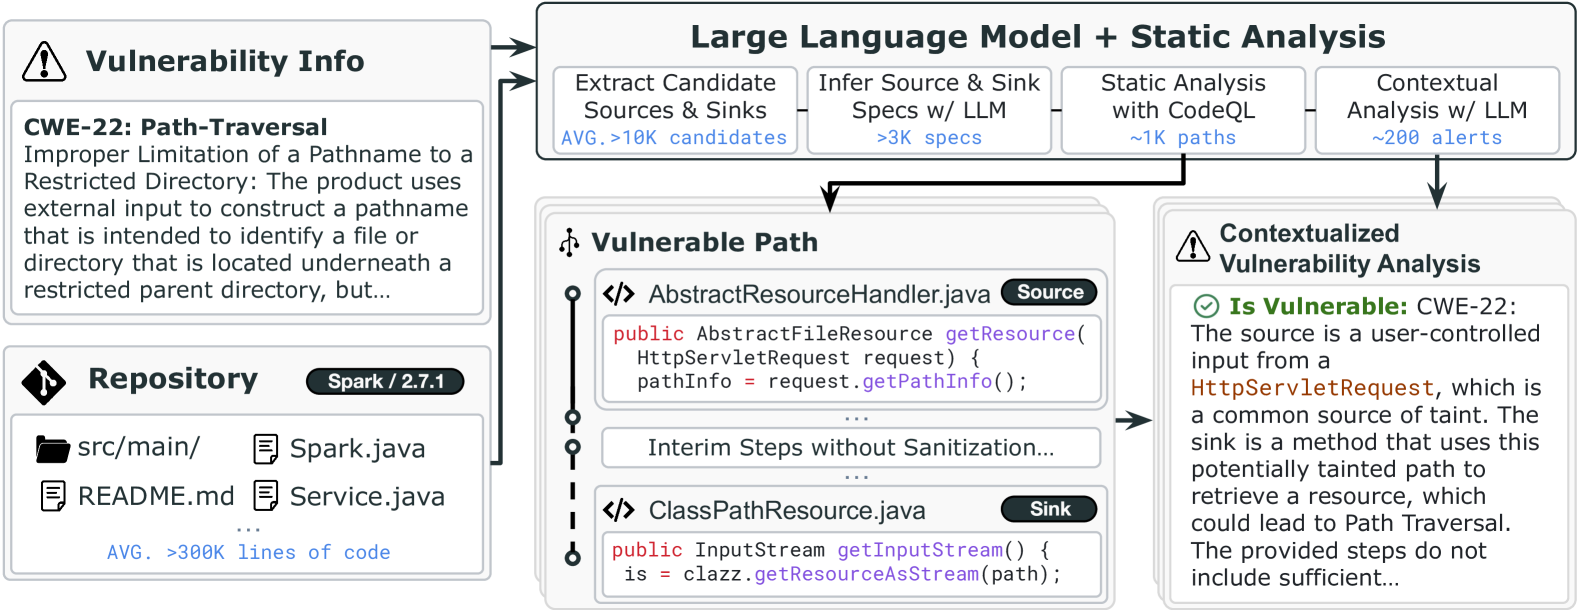 Vulnerability Info
CWE-22: Path-Traversal
Improper Limitation of a Pathname to a
Restricted Directory: The product uses
external input to construct a pathname
that is intended to identify a file or
directory that is located underneath a
restricted parent directory, but...
Repository
Spark / 2.7.1
src/main/
Spark.java
README.md
Service.java
...
AVG. >300K lines of code
Large Language Model + Static Analysis
Extract Candidate
Sources & Sinks
AVG.>10K candidates
Infer Source & Sink
Specs w/ LLM
>3K specs
Static Analysis
with CodeQL
~1K paths
Contextual
Analysis w/ LLM
~200 alerts
Vulnerable Path
</> AbstractResourceHandler.java
Source
public AbstractFileResource getResource(
HttpServletRequest request) {
pathInfo = request.getPathInfo();
...
Interim Steps without Sanitization...
...
</> ClassPathResource.java
Sink
public InputStream getInputStream() {
is = clazz.getResourceAsStream(path);
Contextualized
Vulnerability Analysis
Is Vulnerable: CWE-22:
The source is a user-controlled
input from a
HttpServletRequest, which is
a common source of taint. The
sink is a method that uses this
potentially tainted path to
retrieve a resource, which
could lead to Path Traversal.
The provided steps do not
include sufficient...